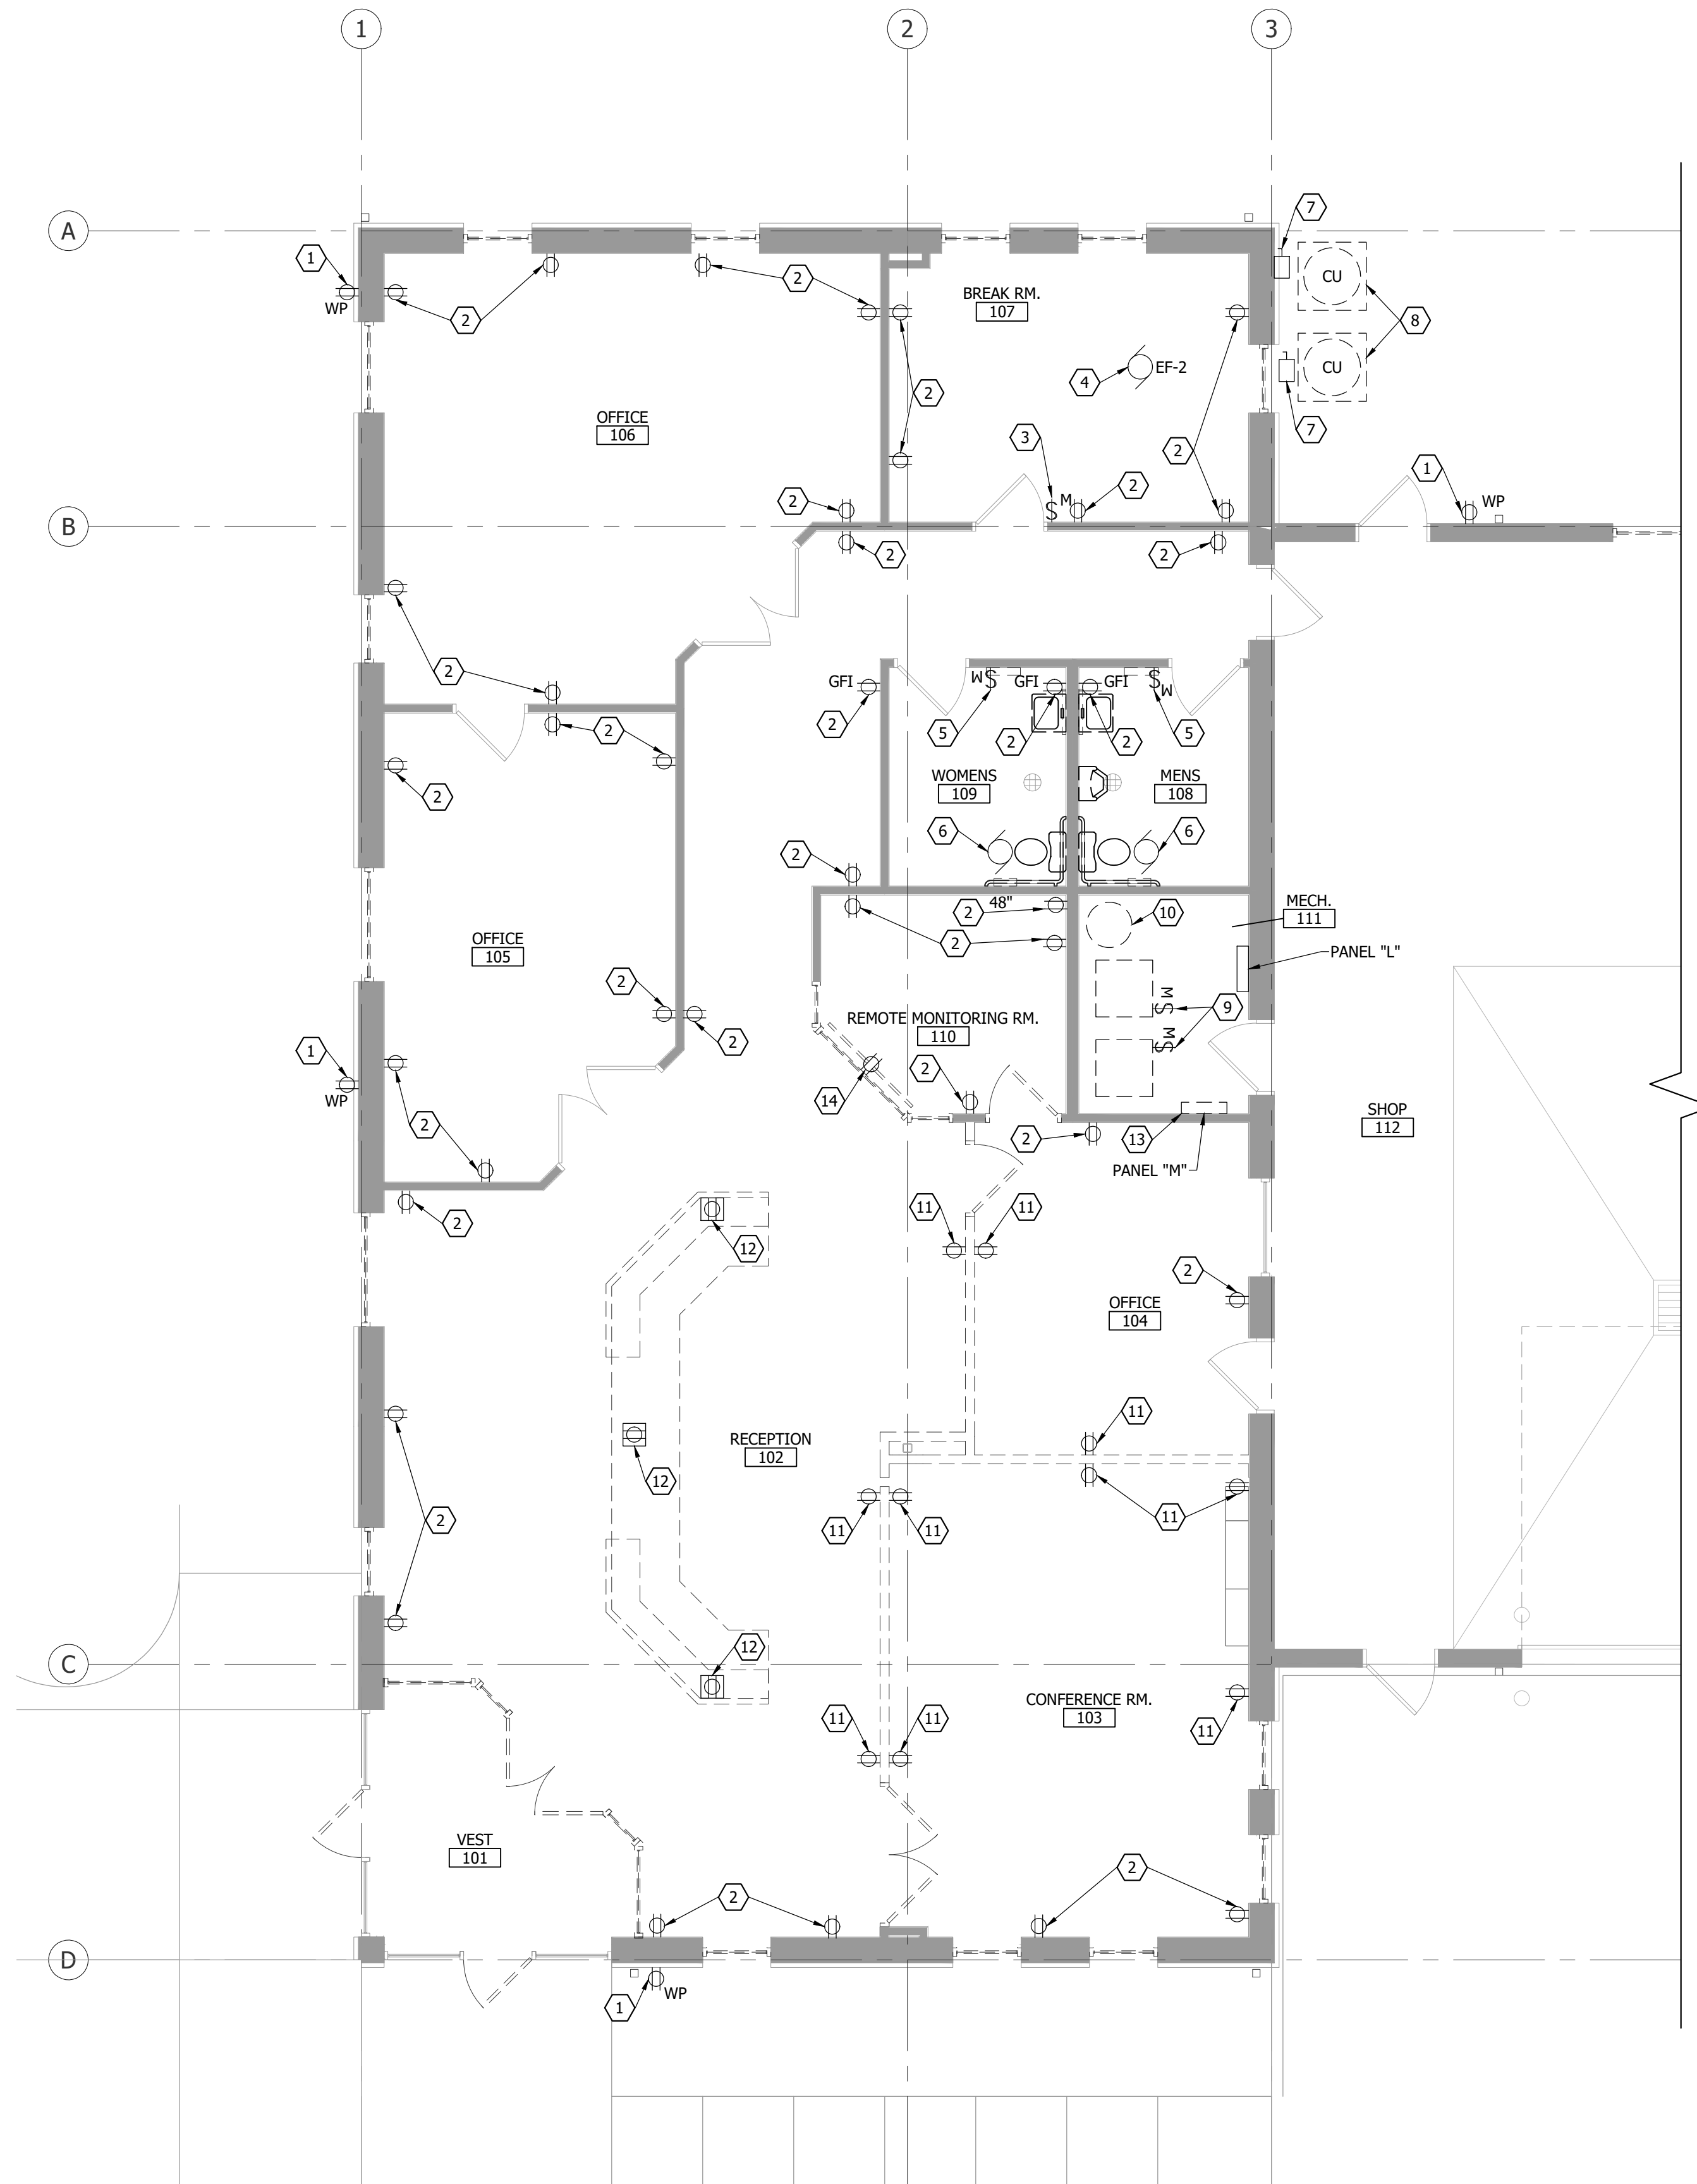 1 2 3
A
7
1
2
2
CU
WP
BREAK RM.
107
2
8
4
EF-2
CU
2
OFFICE
106
3
7
2
1
WP
2
M
S
2
B
2
2
2
GFI
M
S
GFI
GFI
S
M
2
5
2
2
5
2
2
WOMENS
109
MENS
108
6
6
2
48"
2
10
MECH.
111
OFFICE
105
2
PANEL "L"
2
M
S
9
REMOTE MONITORING RM.
110
1
2
M
S
2
WP
14
SHOP
112
2
2
13
PANEL "M"
2
11
11
12
2
OFFICE
104
11
RECEPTION
102
12
2
11
11
11
12
C
CONFERENCE RM.
103
11
11
11
VEST
101
2
2
D
1
WP